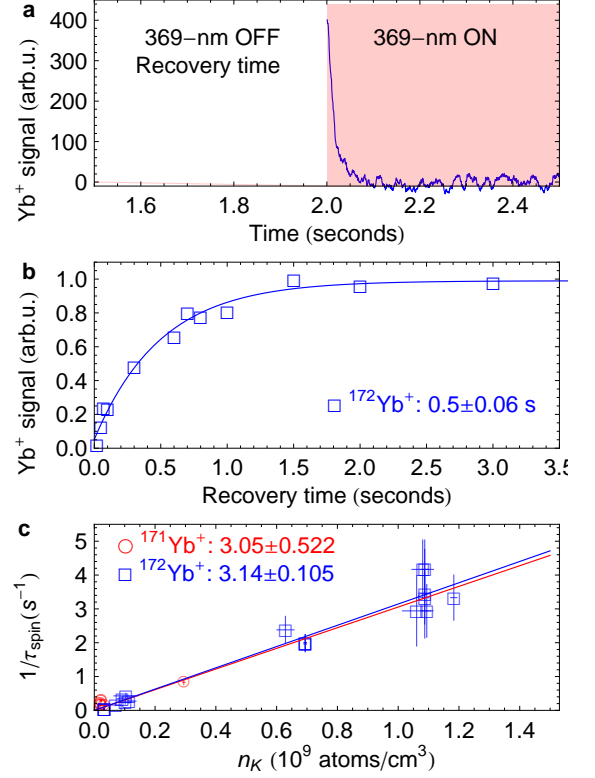 a
369−nm OFF
Recovery time
369−nm ON
Yb⁺ signal (arb.u.)
400
300
200
100
0
1.6 1.8 2.0 2.2 2.4
Time (seconds)
b
Yb⁺ signal (arb.u.)
1.0
0.8
0.6
0.4
0.2
0.0
¹⁷²Yb⁺: 0.5±0.06 s
0.0 0.5 1.0 1.5 2.0 2.5 3.0 3.5
Recovery time (seconds)
c
¹⁷¹Yb⁺: 3.05±0.522
¹⁷²Yb⁺: 3.14±0.105
1/τspin(s⁻¹)
5
4
3
2
1
0
0.0 0.2 0.4 0.6 0.8 1.0 1.2 1.4
nK (10⁹ atoms/cm³)